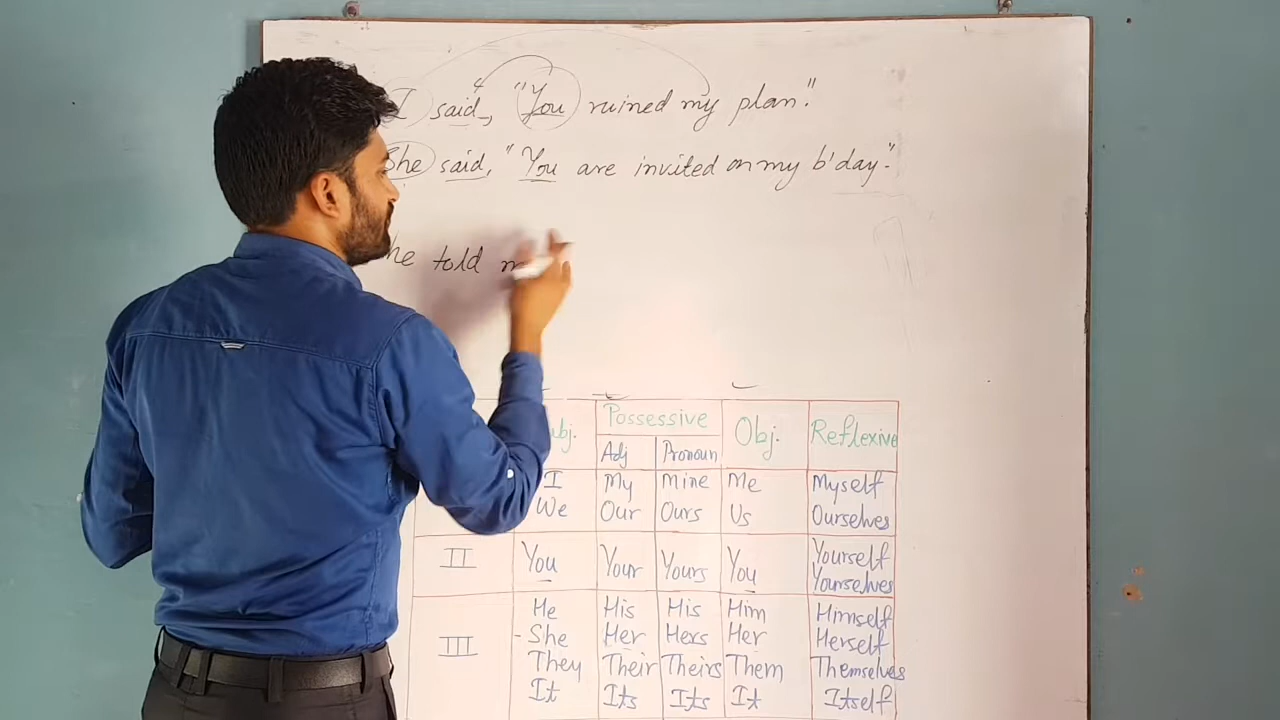 I said, "You ruined my plan."
She said, "You are invited on my b'day."
he told
Possessive
Obj. Reflexive
Adj Pronoun
I My Mine Me Myself
We Our Ours Us Ourselves
II You Your Yours You Yourself
Yourselves
III He His His Him Himself
She Her Hers Her Herself
They Their Theirs Them Themselves
It Its Its It Itself